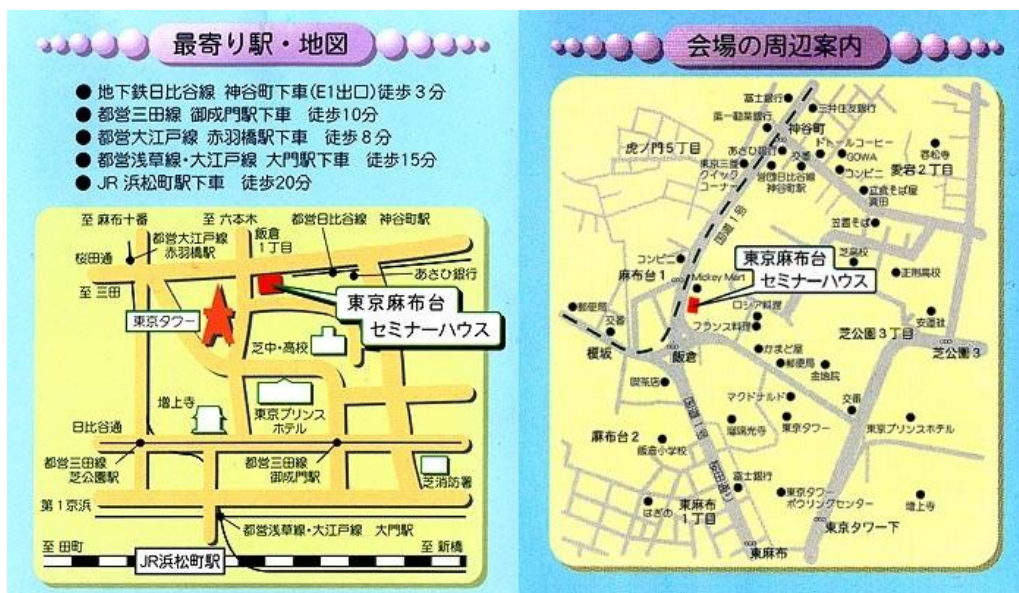 最寄り駅・地図
● 地下鉄日比谷線 神谷町下車(E1出口)徒歩3分
● 都営三田線 御成門駅下車 徒歩10分
● 都営大江戸線 赤羽橋駅下車 徒歩8分
● 都営浅草線・大江戸線 大門駅下車 徒歩15分
● JR 浜松町駅下車 徒歩20分
至 麻布十番
至 六本木
都営日比谷線 神谷町駅
都営大江戸線
赤羽橋駅
飯倉
1丁目
桜田通
あさひ銀行
至 三田
東京タワー
東京麻布台
セミナーハウス
芝中・高校
増上寺
東京プリンス
ホテル
日比谷通
都営三田線
芝公園駅
都営三田線
御成門駅
芝消防署
第1京浜
都営浅草線・大江戸線 大門駅
至 田町
至 新橋
JR浜松町駅
会場の周辺案内
富士銀行
三井住友銀行
第一勧業銀行
神谷町
虎ノ門5丁目
あさひ銀行
交番
ドトールコーヒー
GOWA
コンビニ
東京三菱
クイック
コーナー
営団日比谷線
神谷町駅
愛宕2丁目
立食そば屋
国道1号
笠置そば
コンビニ
麻布台1
Mickey Mart
東京麻布台
セミナーハウス
芝高校
正則高校
郵便局
交番
ロシア料理
フランス料理
芝公園3丁目
安蓮社
榎坂
飯倉
かまど屋
郵便局
金地院
芝公園3
喫茶店
国道1号
マクドナルド
交番
瑠璃光寺
東京タワー
東京プリンスホテル
麻布台2
飯倉小学校
桜田通り
富士銀行
はぎの
東麻布
1丁目
東京タワー
ボウリングセンター
増上寺
東京タワー下
東麻布